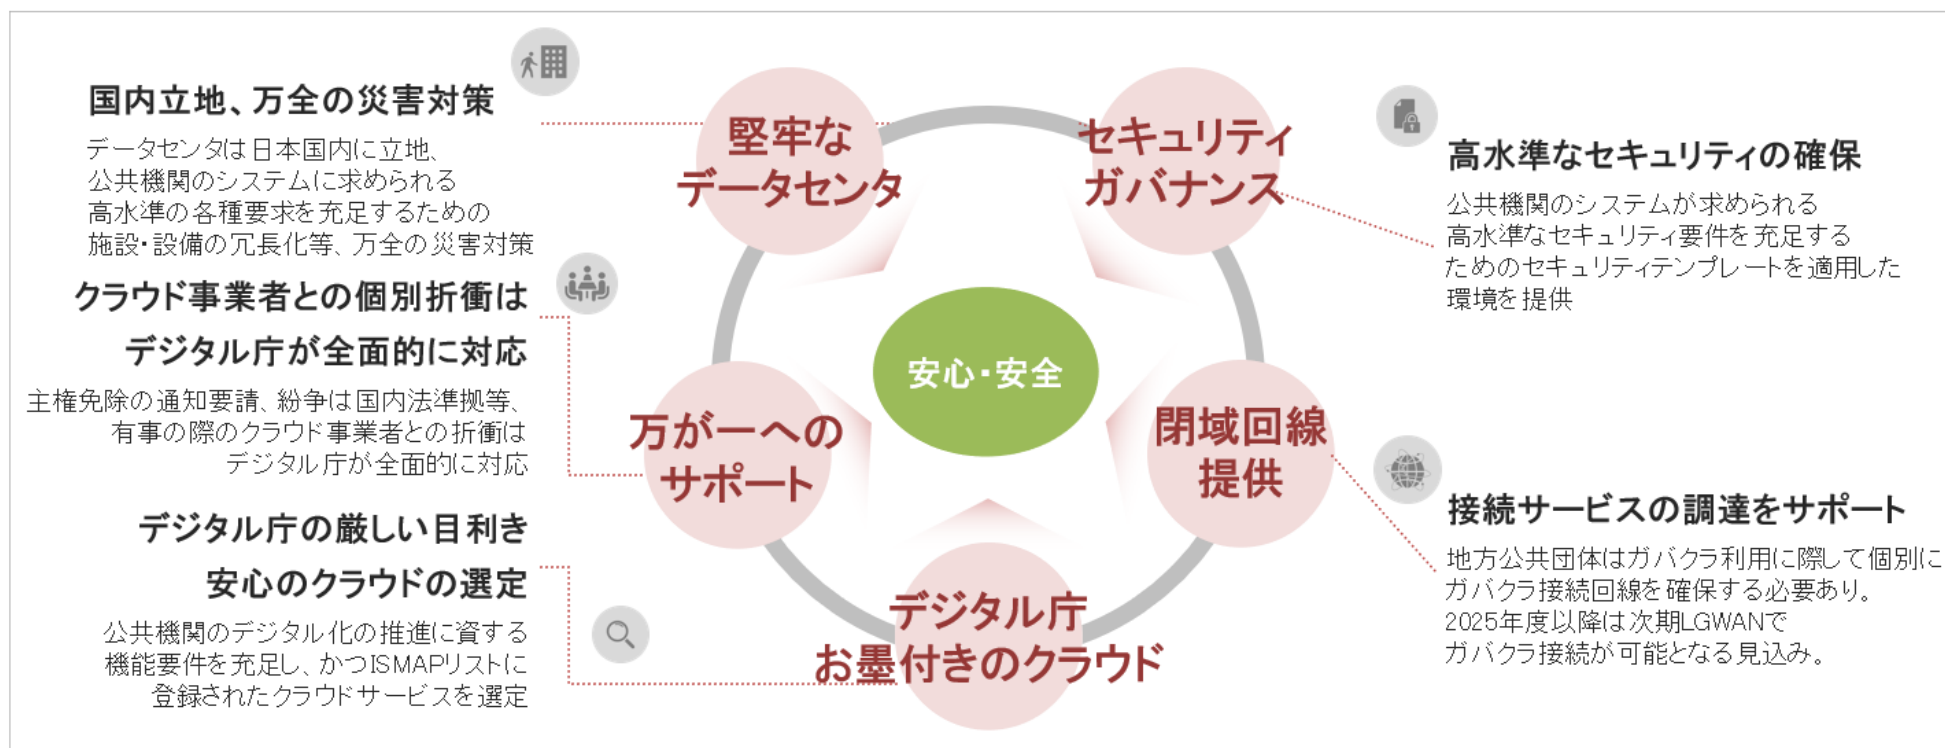 国内立地、万全の災害対策
データセンタは日本国内に立地、
公共機関のシステムに求められる
高水準の各種要求を充足するための
施設・設備の冗長化等、万全の災害対策
クラウド事業者との個別折衝は
デジタル庁が全面的に対応
主権免除の通知要請、紛争は国内法準拠等、
有事の際のクラウド事業者との折衝は
デジタル庁が全面的に対応
デジタル庁の厳しい目利き
安心のクラウドの選定
公共機関のデジタル化の推進に資する
機能要件を充足し、かつISMAPリストに
登録されたクラウドサービスを選定
堅牢な
データセンタ
セキュリティ
ガバナンス
安心・安全
万が一への
サポート
閉域回線
提供
デジタル庁
お墨付きのクラウド
高水準なセキュリティの確保
公共機関のシステムが求められる
高水準なセキュリティ要件を充足する
ためのセキュリティテンプレートを適用した
環境を提供
接続サービスの調達をサポート
地方公共団体はガバクラ利用に際して個別に
ガバクラ接続回線を確保する必要あり。
2025年度以降は次期LGWANで
ガバクラ接続が可能となる見込み。